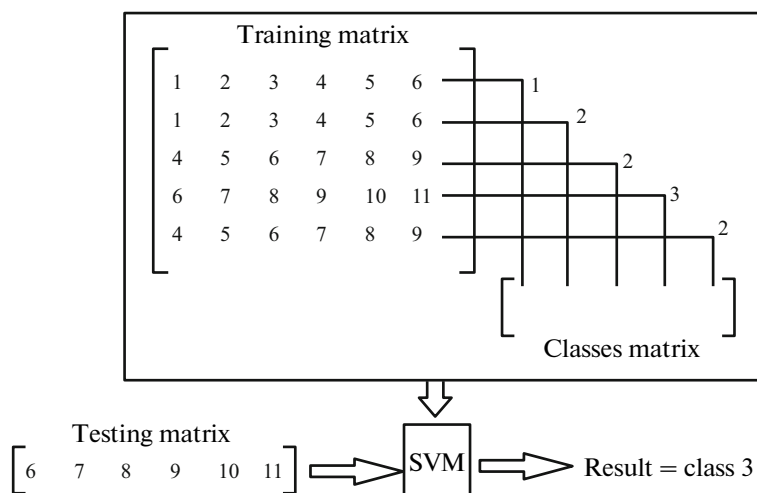 Training matrix
1 2 3 4 5 6 1
1 2 3 4 5 6 2
4 5 6 7 8 9 2
6 7 8 9 10 11 3
4 5 6 7 8 9 2
Classes matrix
Testing matrix
6 7 8 9 10 11
SVM
Result = class 3